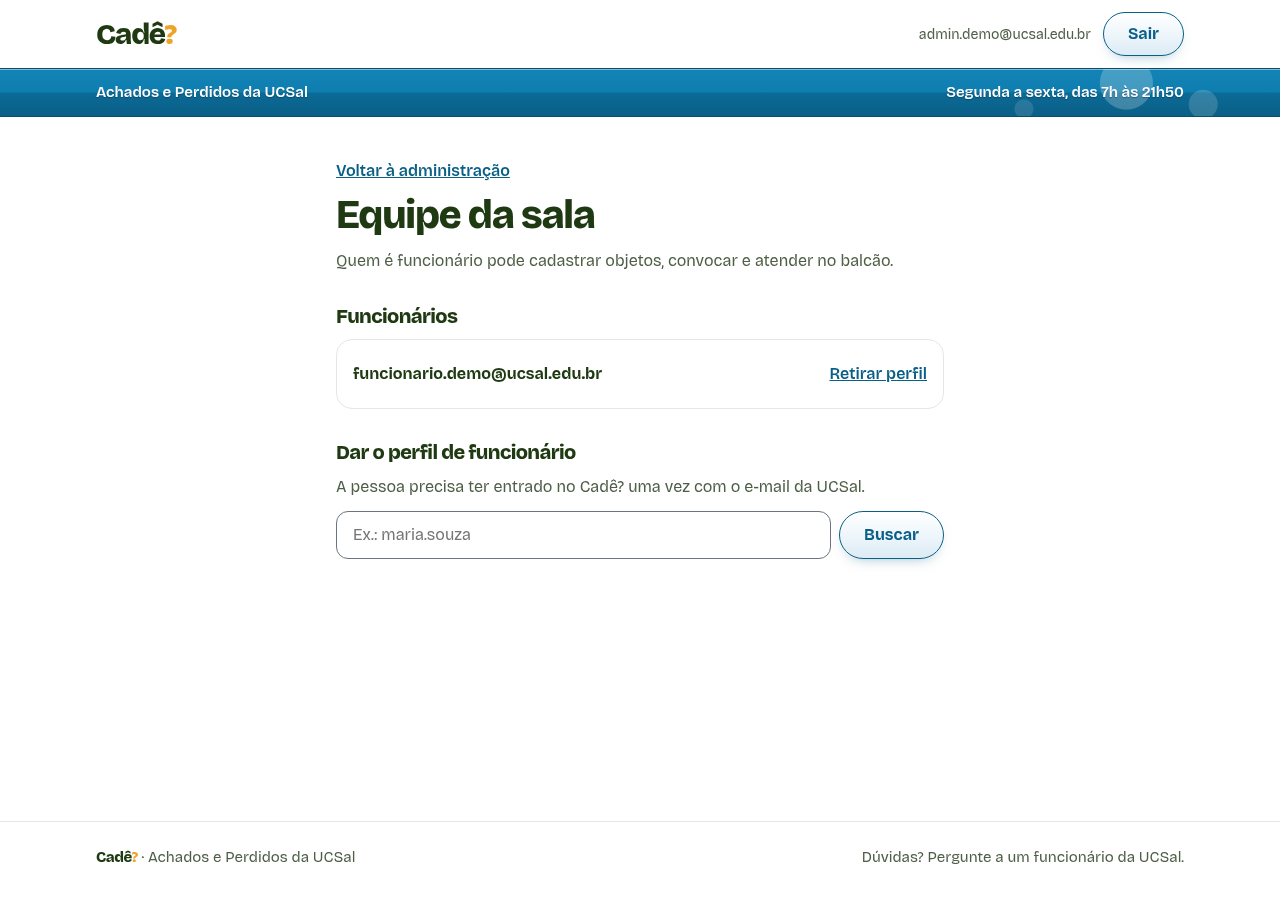 Cadê?
admin.demo@ucsal.edu.br
Sair
Achados e Perdidos da UCSal
Segunda a sexta, das 7h às 21h50
Voltar à administração
Equipe da sala
Quem é funcionário pode cadastrar objetos, convocar e atender no balcão.
Funcionários
funcionario.demo@ucsal.edu.br
Retirar perfil
Dar o perfil de funcionário
A pessoa precisa ter entrado no Cadê? uma vez com o e-mail da UCSal.
Ex.: maria.souza
Buscar
Cadê? · Achados e Perdidos da UCSal
Dúvidas? Pergunte a um funcionário da UCSal.